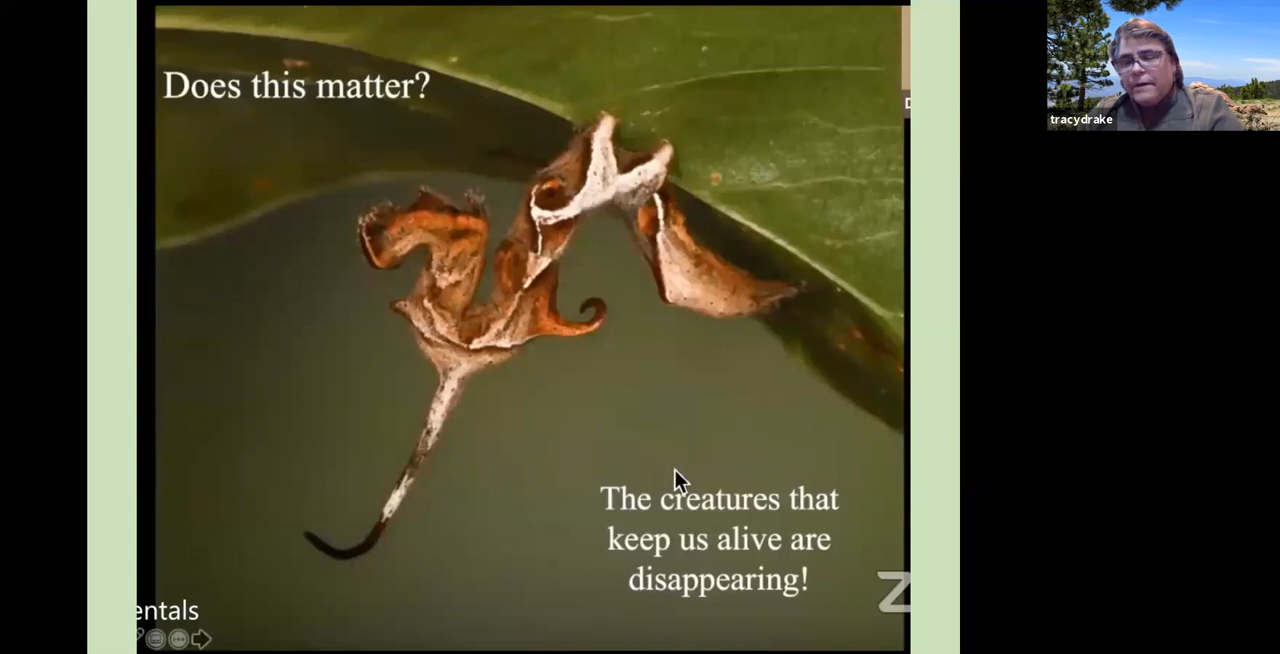 Does this matter?
tracydrake
The creatures that
keep us alive are
disappearing!
entals